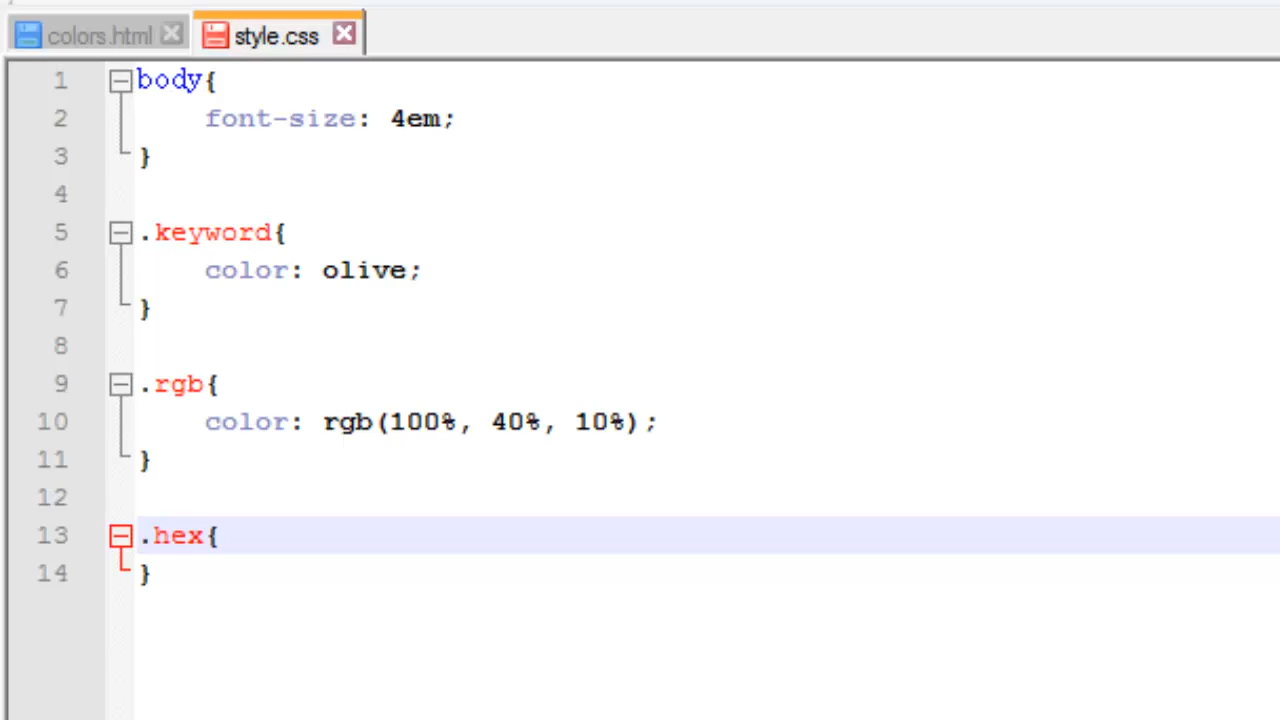 colors.html style.css
1 body{
2 font-size: 4em;
3 }
4
5 .keyword{
6 color: olive;
7 }
8
9 .rgb{
10 color: rgb(100%, 40%, 10%);
11 }
12
13 .hex{
14 }